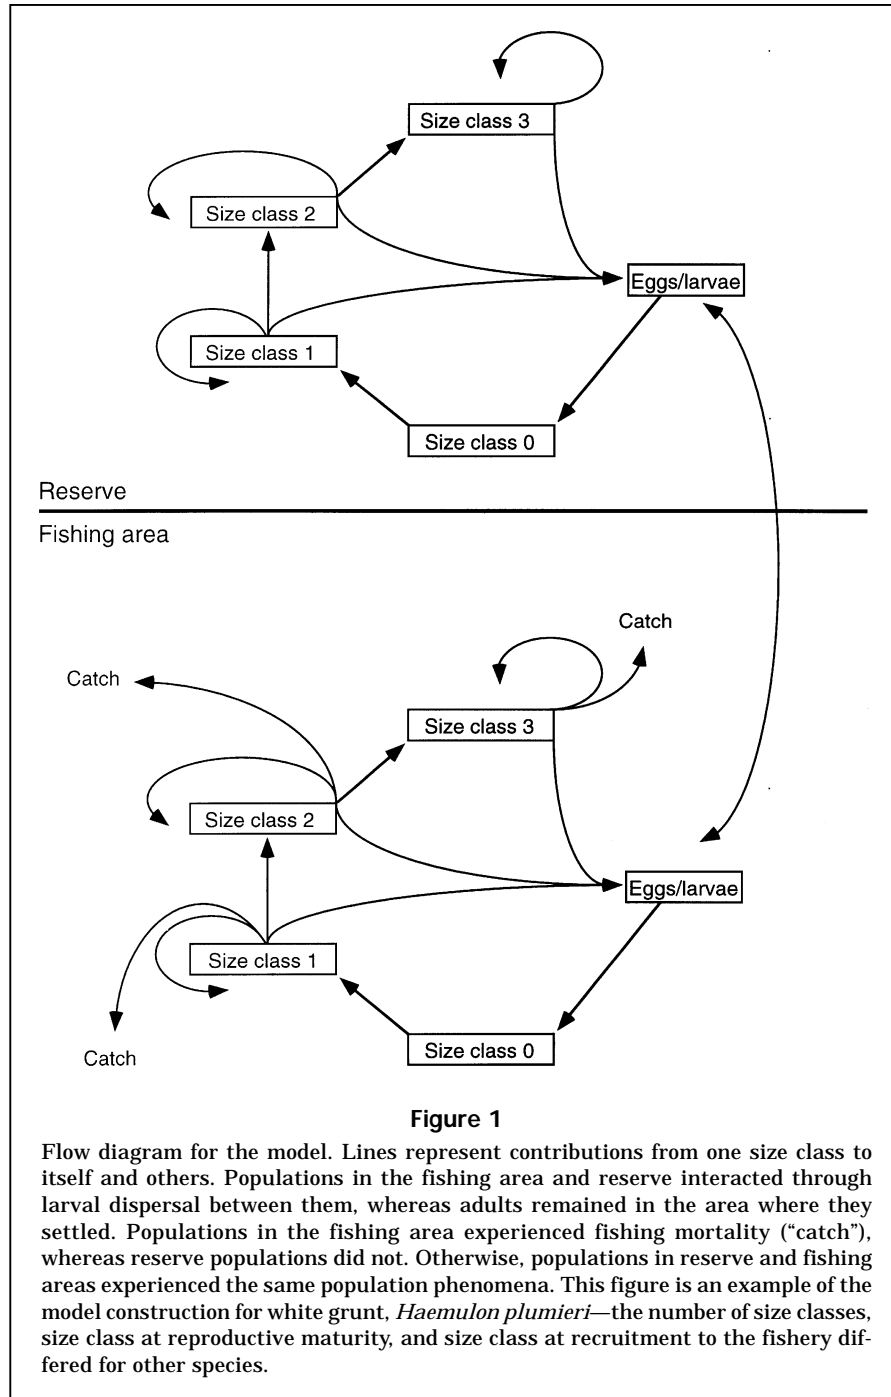 Size class 3
Size class 2
Eggs/larvae
Size class 1
Size class 0
Reserve
Fishing area
Catch
Catch
Size class 3
Size class 2
Eggs/larvae
Size class 1
Size class 0
Catch
Figure 1
Flow diagram for the model. Lines represent contributions from one size class to
itself and others. Populations in the fishing area and reserve interacted through
larval dispersal between them, whereas adults remained in the area where they
settled. Populations in the fishing area experienced fishing mortality (“catch”),
whereas reserve populations did not. Otherwise, populations in reserve and fishing
areas experienced the same population phenomena. This figure is an example of the
model construction for white grunt, Haemulon plumieri—the number of size classes,
size class at reproductive maturity, and size class at recruitment to the fishery dif-
fered for other species.